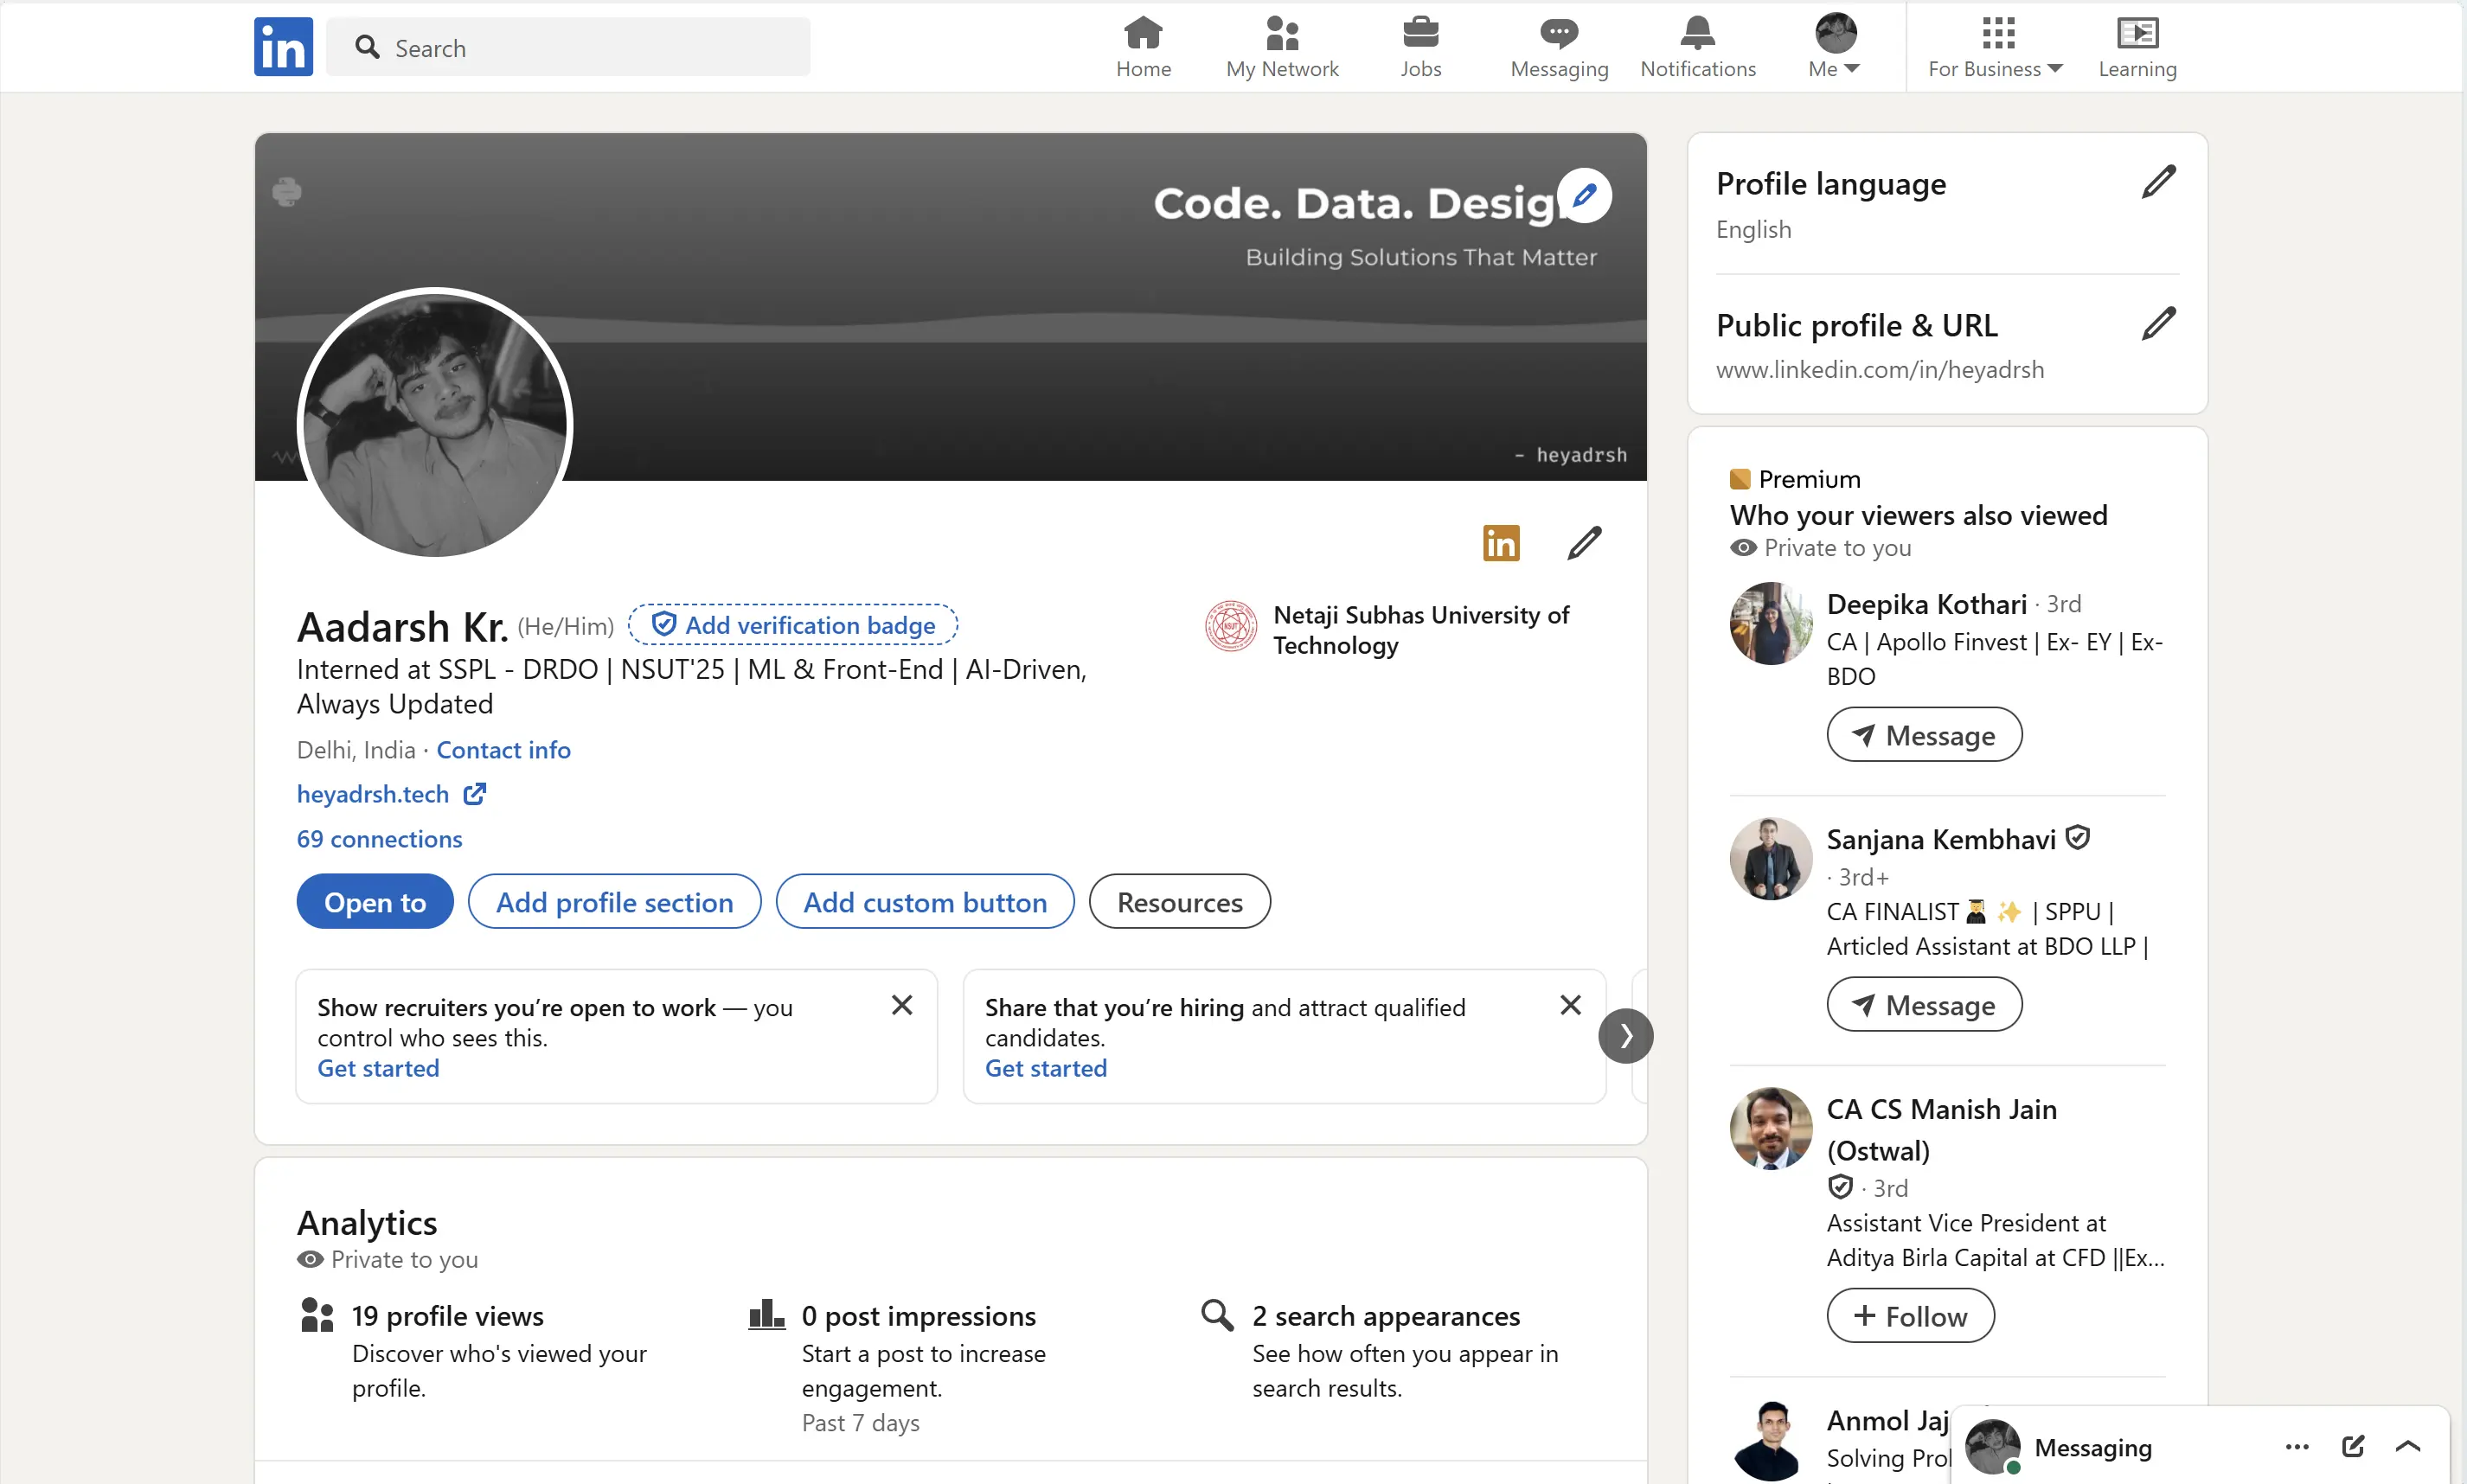 in
Search
Home
My Network
Jobs
Messaging
Notifications
Me
For Business
Learning
Code. Data. Desig
Building Solutions That Matter
- heyadrsh
in
Aadarsh Kr. (He/Him) Add verification badge
Interned at SSPL - DRDO | NSUT'25 | ML & Front-End | AI-Driven,
Always Updated
Delhi, India · Contact info
heyadrsh.tech
69 connections
NSUT
Netaji Subhas University of
Technology
Open to
Add profile section
Add custom button
Resources
Show recruiters you’re open to work — you
control who sees this.
Get started
Share that you’re hiring and attract qualified
candidates.
Get started
Analytics
Private to you
19 profile views
Discover who's viewed your
profile.
0 post impressions
Start a post to increase
engagement.
Past 7 days
2 search appearances
See how often you appear in
search results.
Profile language
English
Public profile & URL
www.linkedin.com/in/heyadrsh
Premium
Who your viewers also viewed
Private to you
Deepika Kothari · 3rd
CA | Apollo Finvest | Ex- EY | Ex-
BDO
Message
Sanjana Kembhavi
· 3rd+
CA FINALIST👨‍🎓✨ | SPPU |
Articled Assistant at BDO LLP |
Message
CA CS Manish Jain
(Ostwal)
· 3rd
Assistant Vice President at
Aditya Birla Capital at CFD ||Ex...
+ Follow
Anmol Jaj
Solving Pro
Messaging